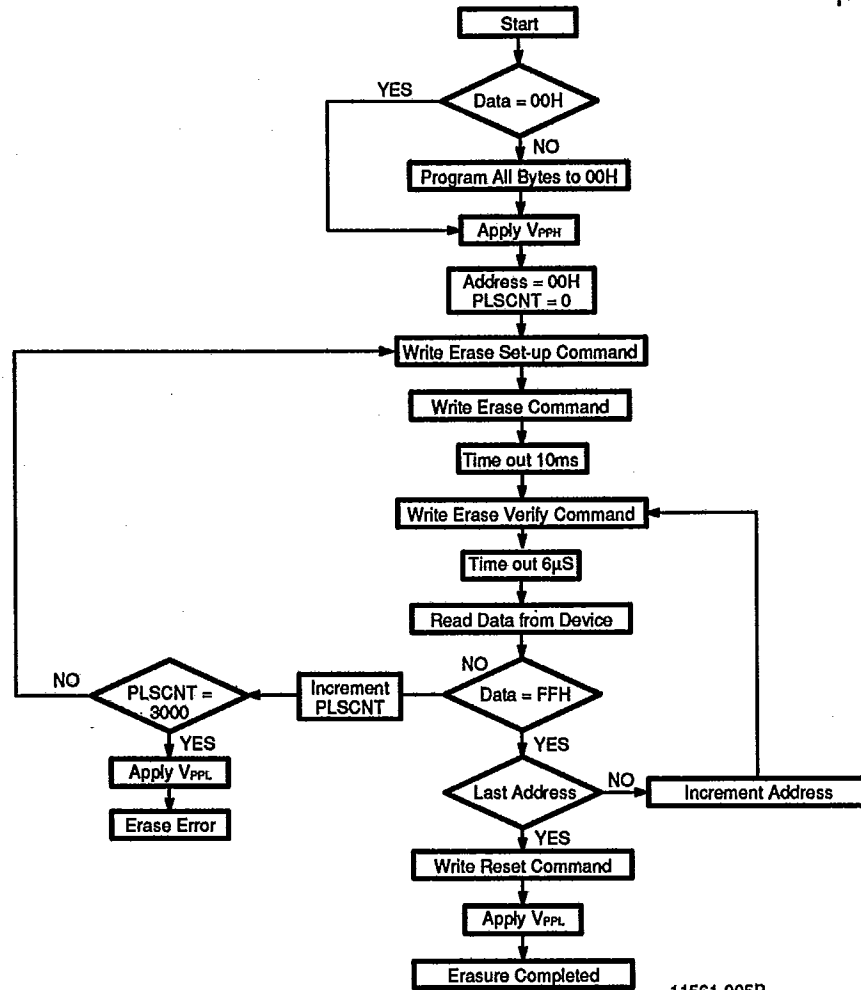 Start
YES
Data = 00H
NO
Program All Bytes to 00H
Apply VPPH
Address = 00H
PLSCNT = 0
Write Erase Set-up Command
Write Erase Command
Time out 10ms
Write Erase Verify Command
Time out 6µS
Read Data from Device
NO
Data = FFH
YES
Increment
PLSCNT
NO
PLSCNT =
3000
YES
Apply VPPL
Erase Error
Last Address
NO
Increment Address
YES
Write Reset Command
Apply VPPL
Erasure Completed